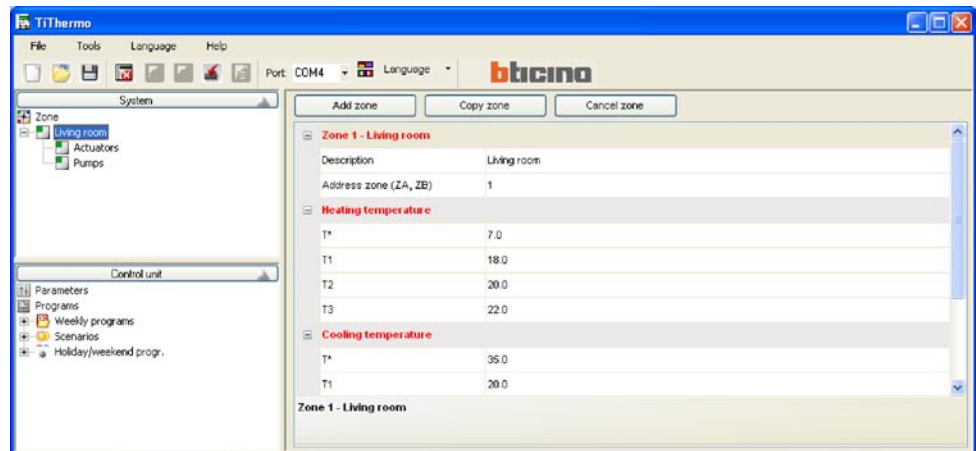 TiThermo
File Tools Language Help
Port: COM4 Language bticino
System
Zone
Living room
Actuators
Pumps
Control unit
Parameters
Programs
Weekly programs
Scenarios
Holiday/weekend progr.
Add zone Copy zone Cancel zone
Zone 1 - Living room
Description Living room
Address zone (ZA, ZB) 1
Heating temperature
T* 7.0
T1 18.0
T2 20.0
T3 22.0
Cooling temperature
T* 35.0
T1 20.0
Zone 1 - Living room